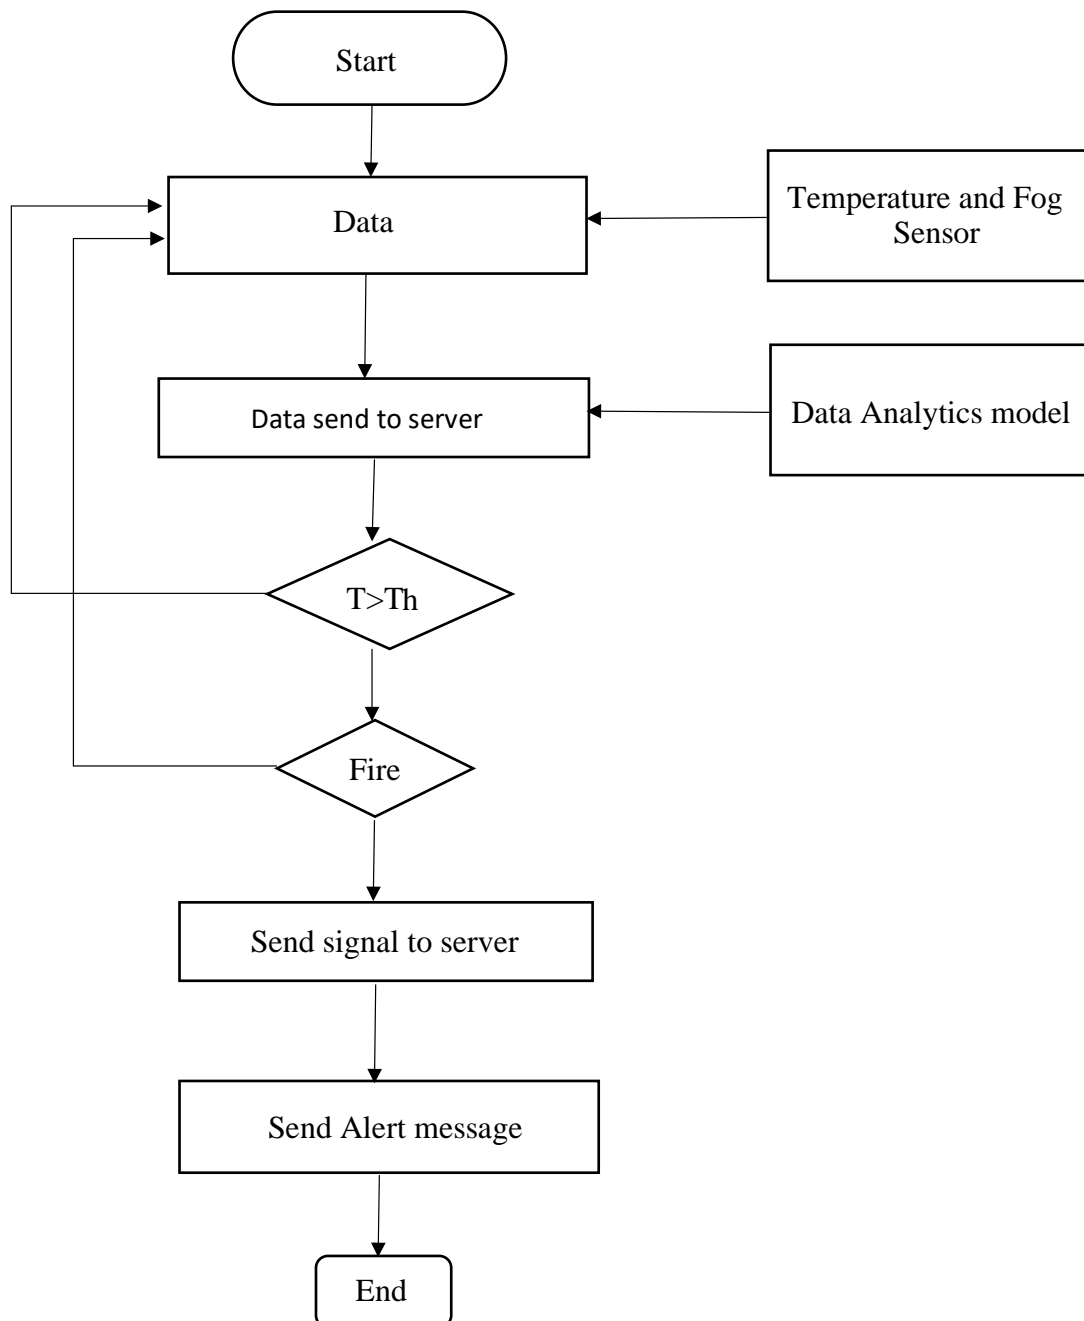 Start
Data
Temperature and Fog
Sensor
Data send to server
Data Analytics model
T>Th
Fire
Send signal to server
Send Alert message
End